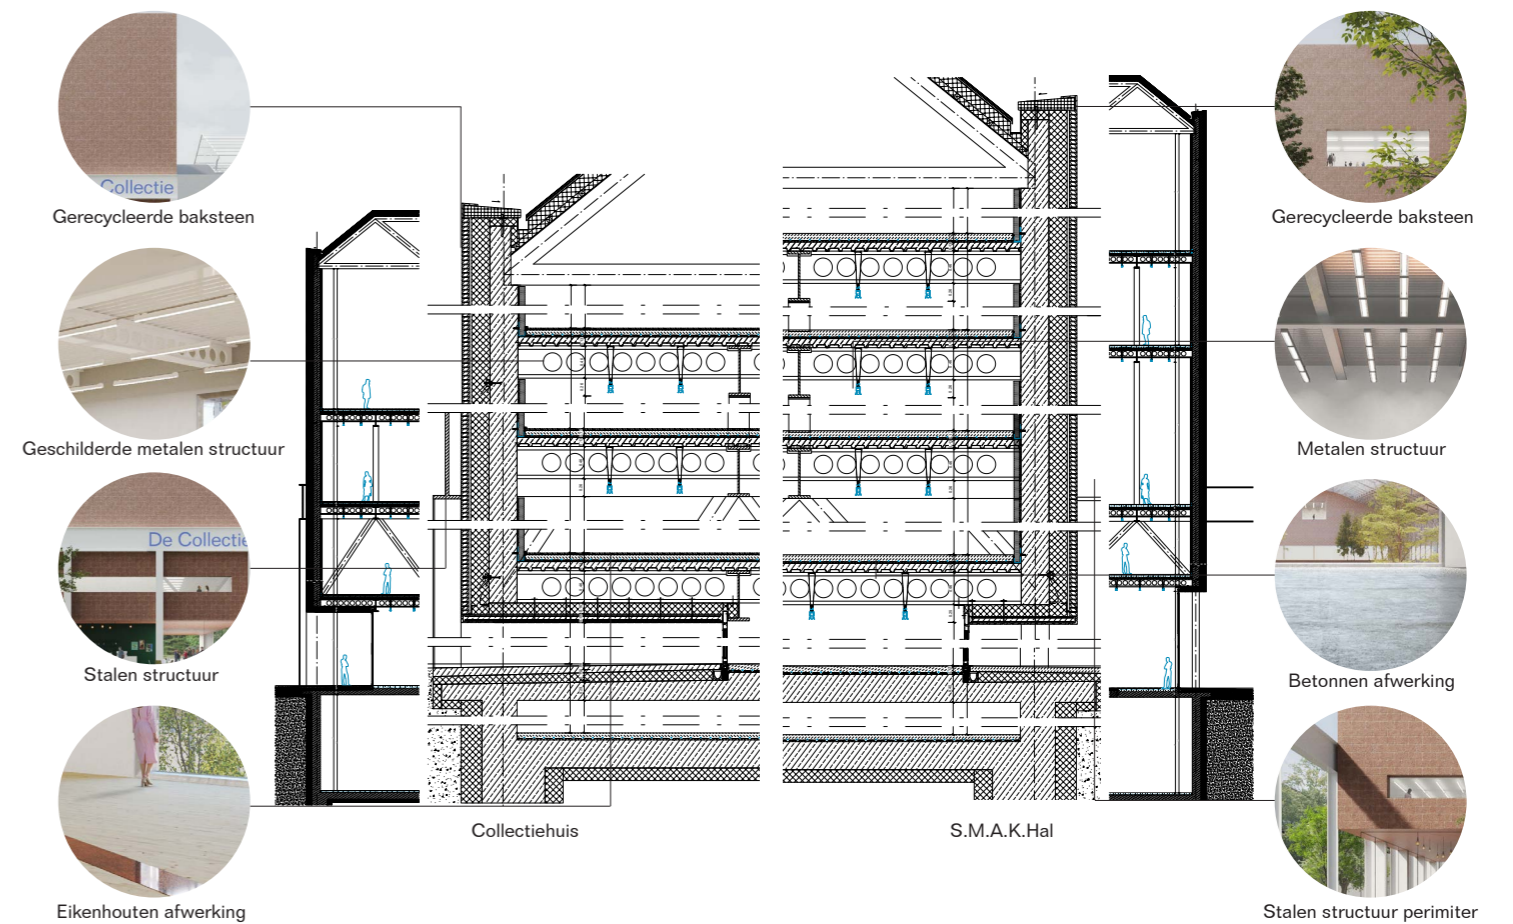 Collectie
Gerecycleerde baksteen
Geschilderde metalen structuur
De Collectie
Stalen structuur
Eikenhouten afwerking
Collectiehuis
S.M.A.K.Hal
Gerecycleerde baksteen
Metalen structuur
Betonnen afwerking
Stalen structuur perimiter